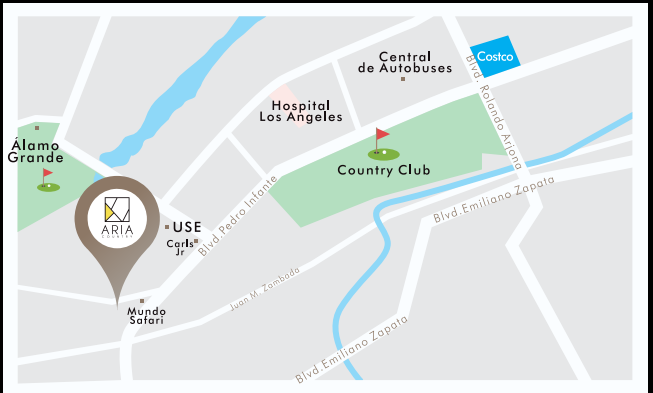 Central
de Autobuses
Costco
Blvd. Rolando Arjona
Hospital
Los Angeles
Álamo
Grande
Country Club
Blvd. Emiliano Zapata
ARIA
COUNTRY
USE
Carls
Jr
Blvd. Pedro Infante
Juan M. Zamboda
Mundo
Safari
Blvd. Emiliano Zapata